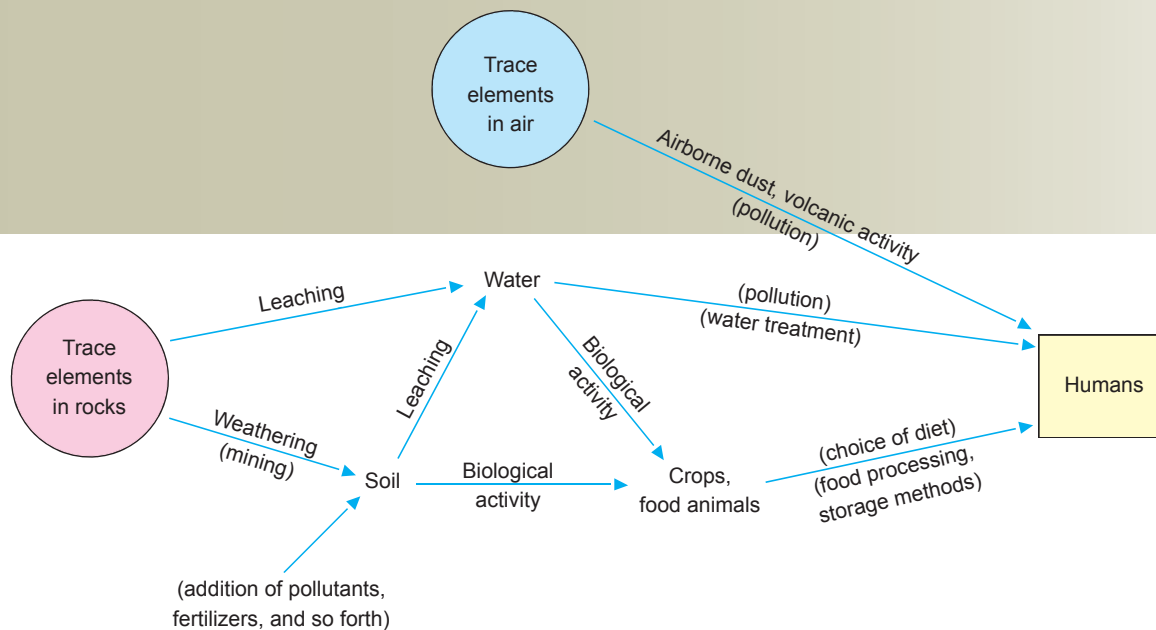 Trace
elements
in air
Airborne dust, volcanic activity
(pollution)
Water
Leaching
(pollution)
(water treatment)
Trace
elements
in rocks
Leaching
Biological
activity
Humans
Weathering
(mining)
Soil
Biological
activity
Crops,
food animals
(choice of diet)
(food processing,
storage methods)
(addition of pollutants,
fertilizers, and so forth)